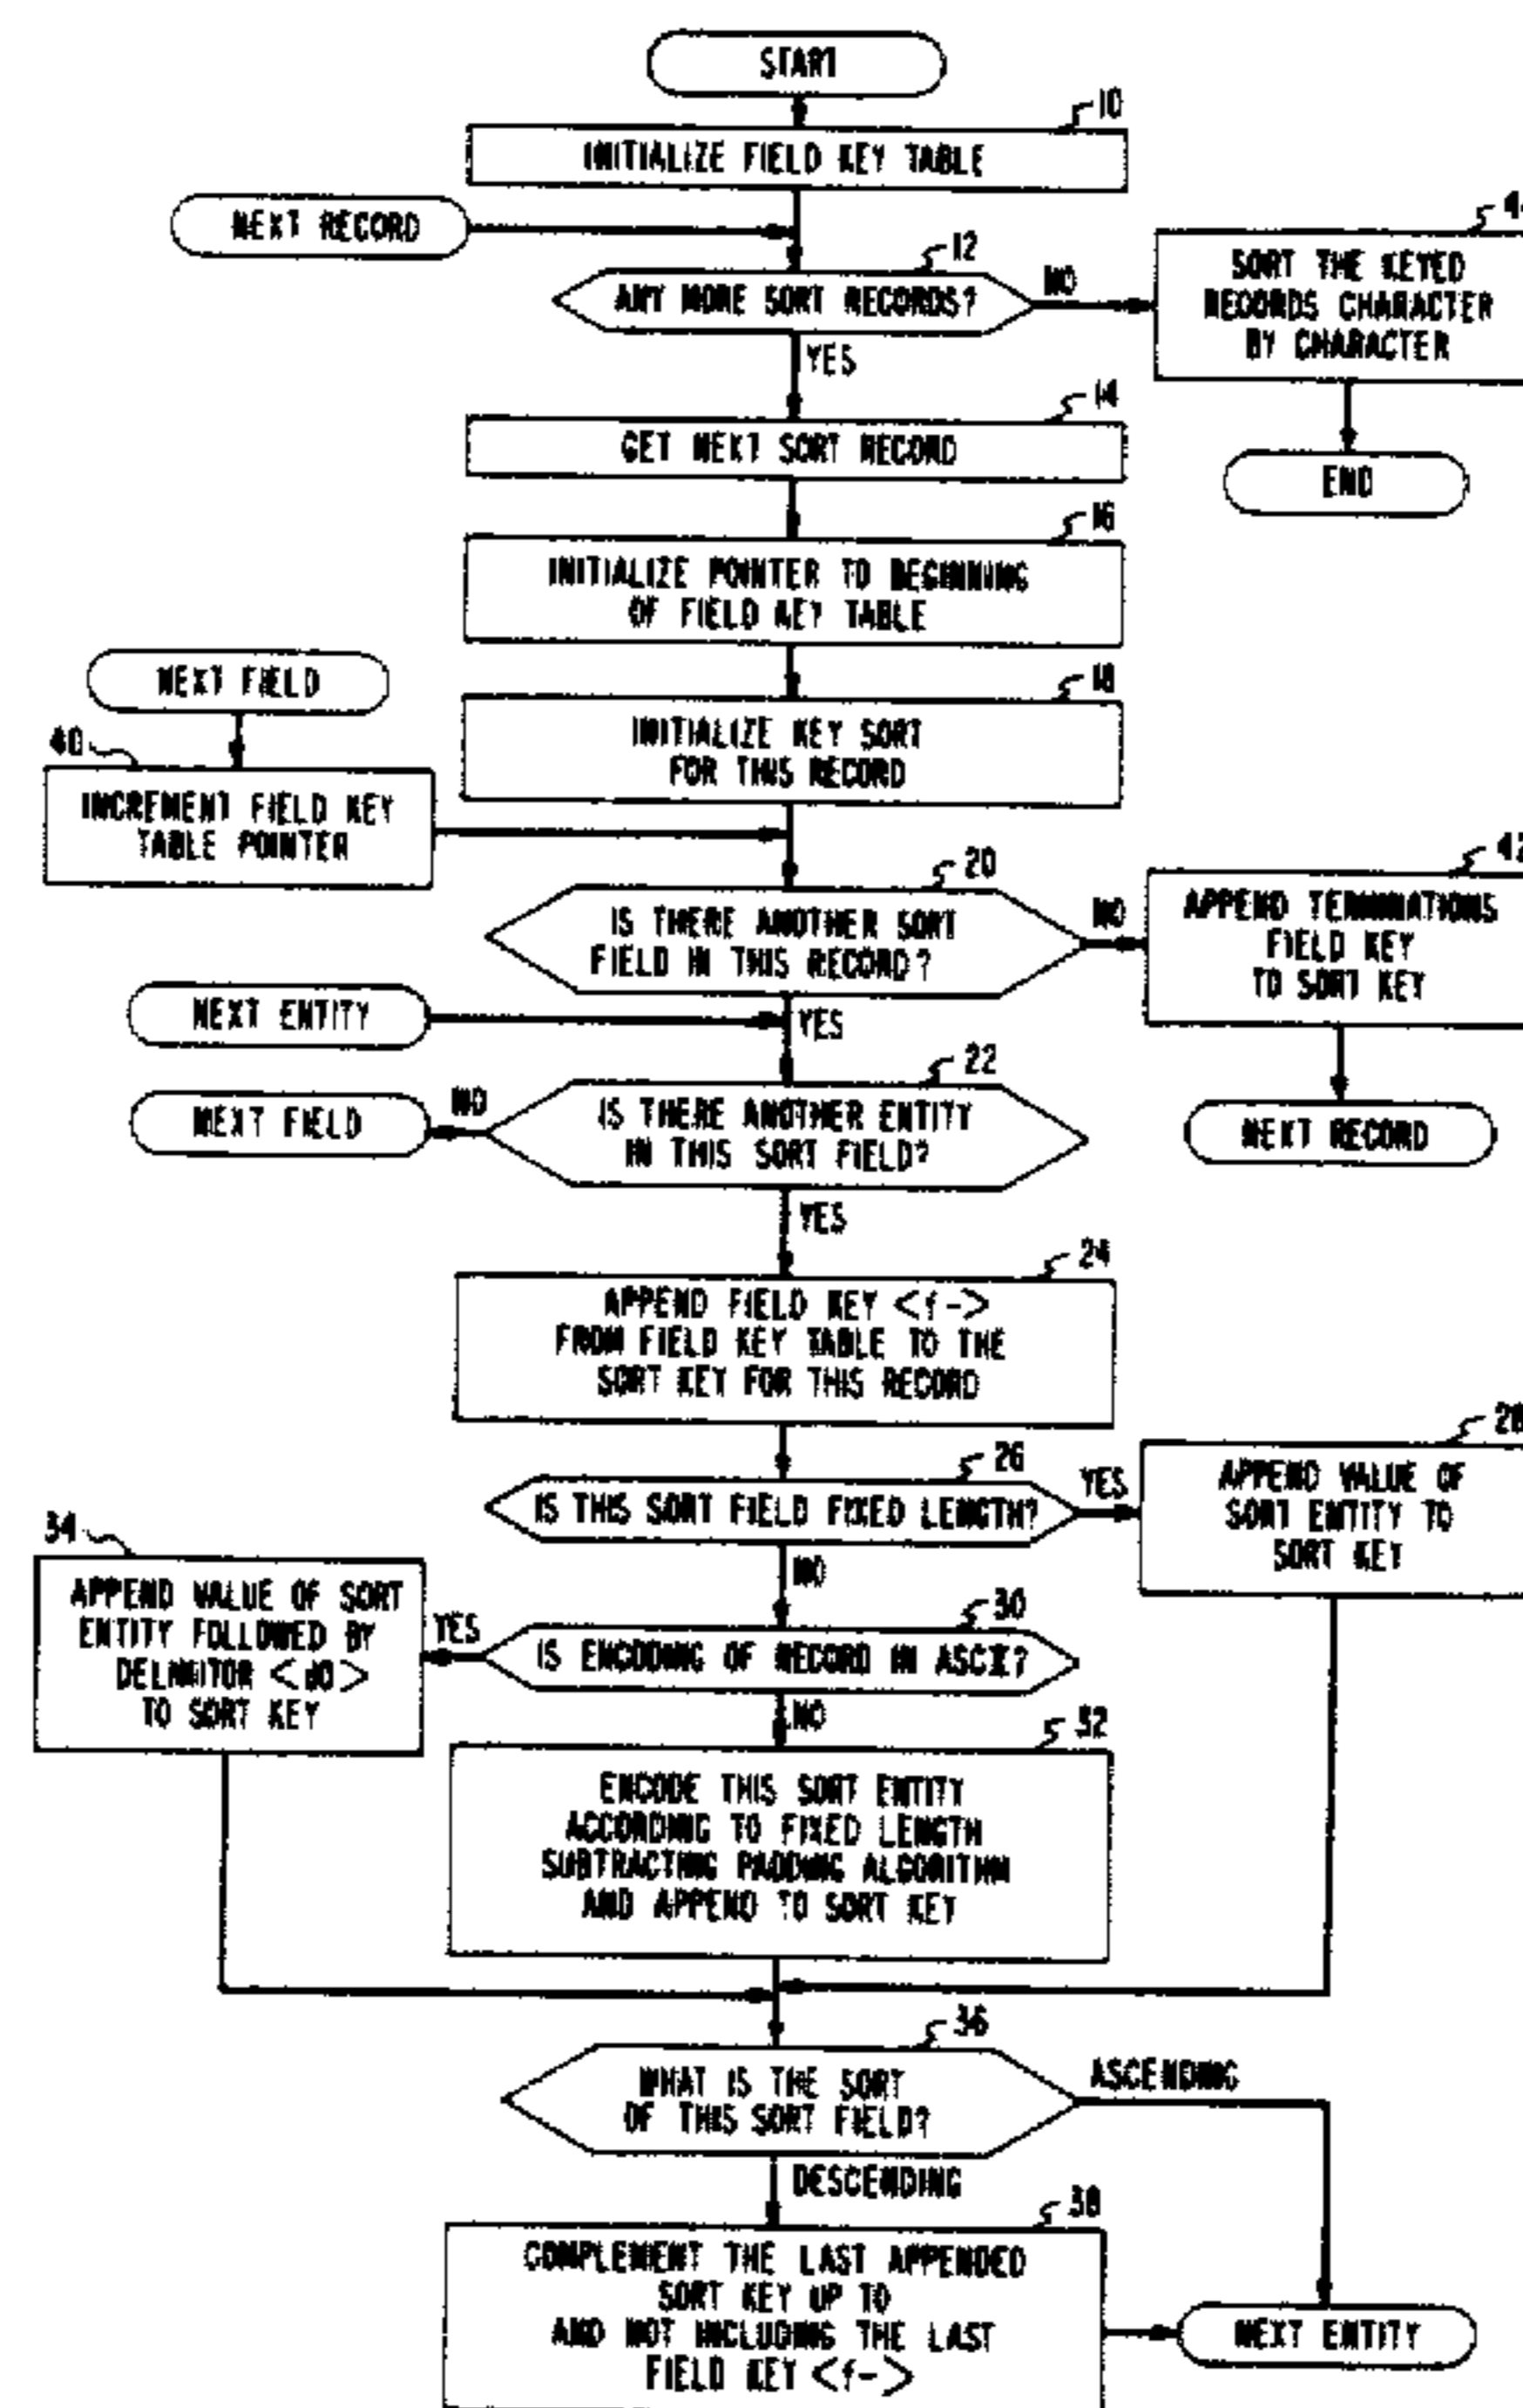 START
10
INITIALIZE FIELD KEY TABLE
NEXT RECORD
12
ANY MORE SORT RECORDS?
NO
SORT THE KEYED
RECORDS CHARACTER
BY CHARACTER
YES
END
14
GET NEXT SORT RECORD
16
INITIALIZE POINTER TO BEGINNING
OF FIELD KEY TABLE
NEXT FIELD
40
INCREMENT FIELD KEY
TABLE POINTER
18
INITIALIZE KEY SORT
FOR THIS RECORD
20
IS THERE ANOTHER SORT
FIELD IN THIS RECORD?
NO
42
APPEND TERMINATIONS
FIELD KEY
TO SORT KEY
NEXT RECORD
NEXT ENTITY
YES
22
IS THERE ANOTHER ENTITY
IN THIS SORT FIELD?
NO
NEXT FIELD
YES
24
APPEND FIELD KEY <f->
FROM FIELD KEY TABLE TO THE
SORT KEY FOR THIS RECORD
26
IS THIS SORT FIELD FIXED LENGTH?
YES
28
APPEND VALUE OF
SORT ENTITY TO
SORT KEY
NO
30
IS ENCODING OF RECORD IN ASCII?
YES
34
APPEND VALUE OF SORT
ENTITY FOLLOWED BY
DELIMITOR <d0>
TO SORT KEY
NO
32
ENCODE THIS SORT ENTITY
ACCORDING TO FIXED LENGTH
SUBTRACTING PADDING ALGORITHM
AND APPEND TO SORT KEY
36
WHAT IS THE SORT
OF THIS SORT FIELD?
ASCENDING
DESCENDING
38
COMPLEMENT THE LAST APPENDED
SORT KEY UP TO
AND NOT INCLUDING THE LAST
FIELD KEY <f->
NEXT ENTITY